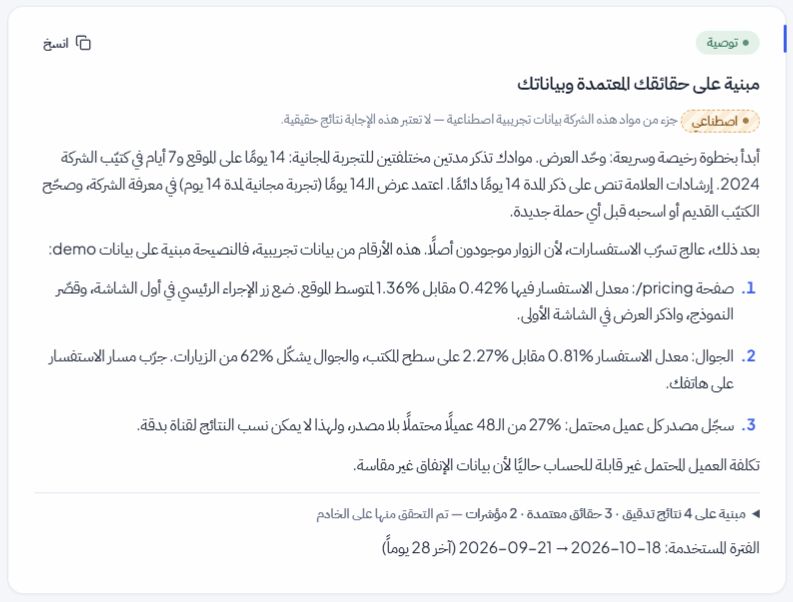 توصية
انسخ
مبنية على حقائقك المعتمدة وبياناتك
اصطناعي جزء من مواد هذه الشركة بيانات تجريبية اصطناعية — لا تعتبر هذه الإجابة نتائج حقيقية.
أبدأ بخطوة رخيصة وسريعة: وحّد العرض. موادك تذكر مدتين مختلفتين للتجربة المجانية: 14 يومًا على الموقع و7 أيام في كتيّب الشركة
2024. إرشادات العلامة تنص على ذكر المدة 14 يومًا دائمًا. اعتمد عرض الـ14 يومًا (تجربة مجانية لمدة 14 يوم) في معرفة الشركة، وصحّح
الكتيّب القديم أو اسحبه قبل أي حملة جديدة.
بعد ذلك، عالج تسرّب الاستفسارات، لأن الزوار موجودون أصلًا. هذه الأرقام من بيانات تجريبية، فالنصيحة مبنية على بيانات demo:
1. صفحة pricing/: معدل الاستفسار فيها 0.42% مقابل 1.36% لمتوسط الموقع. ضع زر الإجراء الرئيسي في أول الشاشة، وقصّر
النموذج، واذكر العرض في الشاشة الأولى.
2. الجوال: معدل الاستفسار 0.81% مقابل 2.27% على سطح المكتب، والجوال يشكّل 62% من الزيارات. جرّب مسار الاستفسار
على هاتفك.
3. سجّل مصدر كل عميل محتمل: 27% من الـ48 عميلًا محتملًا بلا مصدر، ولهذا لا يمكن نسب النتائج لقناة بدقة.
تكلفة العميل المحتمل غير قابلة للحساب حاليًا لأن بيانات الإنفاق غير مقاسة.
مبنية على 4 نتائج تدقيق · 3 حقائق معتمدة · 2 مؤشرات — تم التحقق منها على الخادم
الفترة المستخدمة: 2026-10-18 → 2026-09-21 (آخر 28 يوماً)